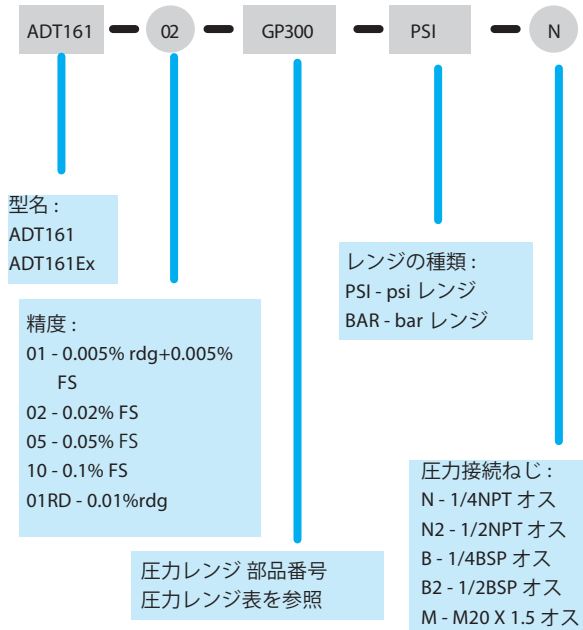 ADT161
02
GP300
PSI
N
型名 :
ADT161
ADT161Ex
精度 :
01 - 0.005% rdg+0.005%
FS
02 - 0.02% FS
05 - 0.05% FS
10 - 0.1% FS
01RD - 0.01%rdg
圧力レンジ 部品番号
圧力レンジ表を参照
レンジの種類 :
PSI - psi レンジ
BAR - bar レンジ
圧力接続ねじ :
N - 1/4NPT オス
N2 - 1/2NPT オス
B - 1/4BSP オス
B2 - 1/2BSP オス
M - M20 X 1.5 オス